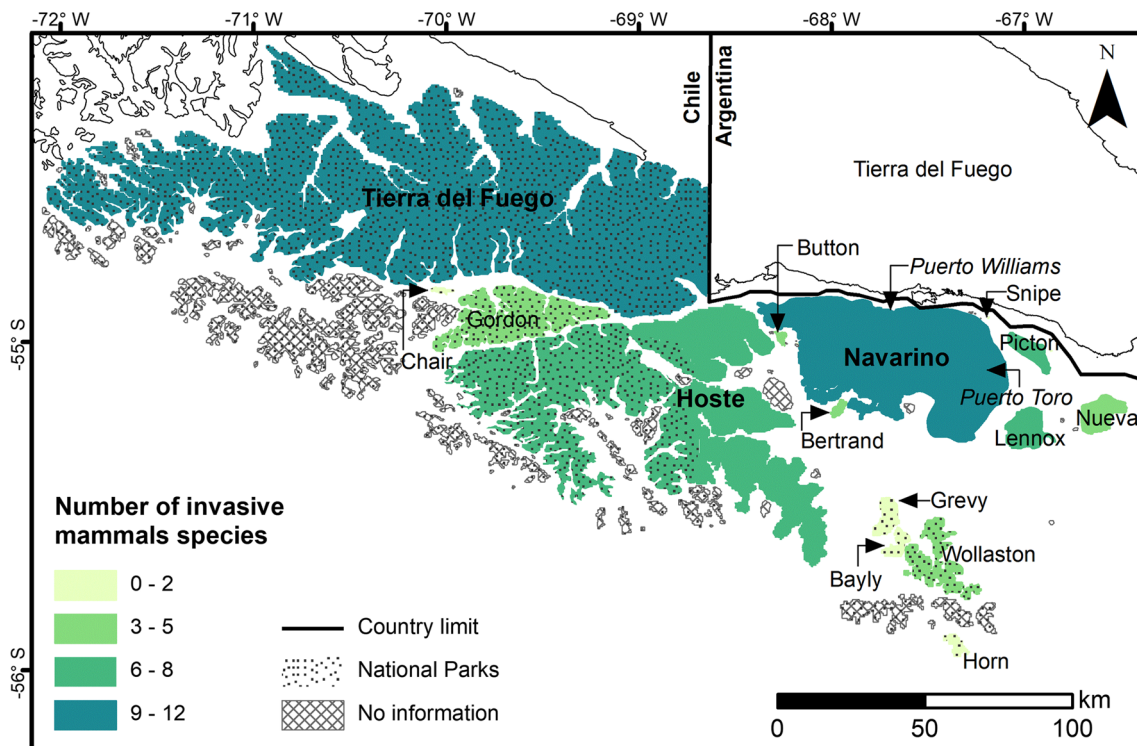 -72° W
-71° W
-70° W
-69° W
-68° W
-67° W
N
Chile
Argentina
Tierra del Fuego
Tierra del Fuego
Button
Puerto Williams
Snipe
Gordon
Picton
-55° S
Chair
Navarino
Hoste
Puerto Toro
Nueva
Bertrand
Lennox
Grevy
Number of invasive
mammals species
Wollaston
Bayly
0 - 2
3 - 5
Country limit
6 - 8
National Parks
Horn
-56° S
9 - 12
No information
km
0
50
100